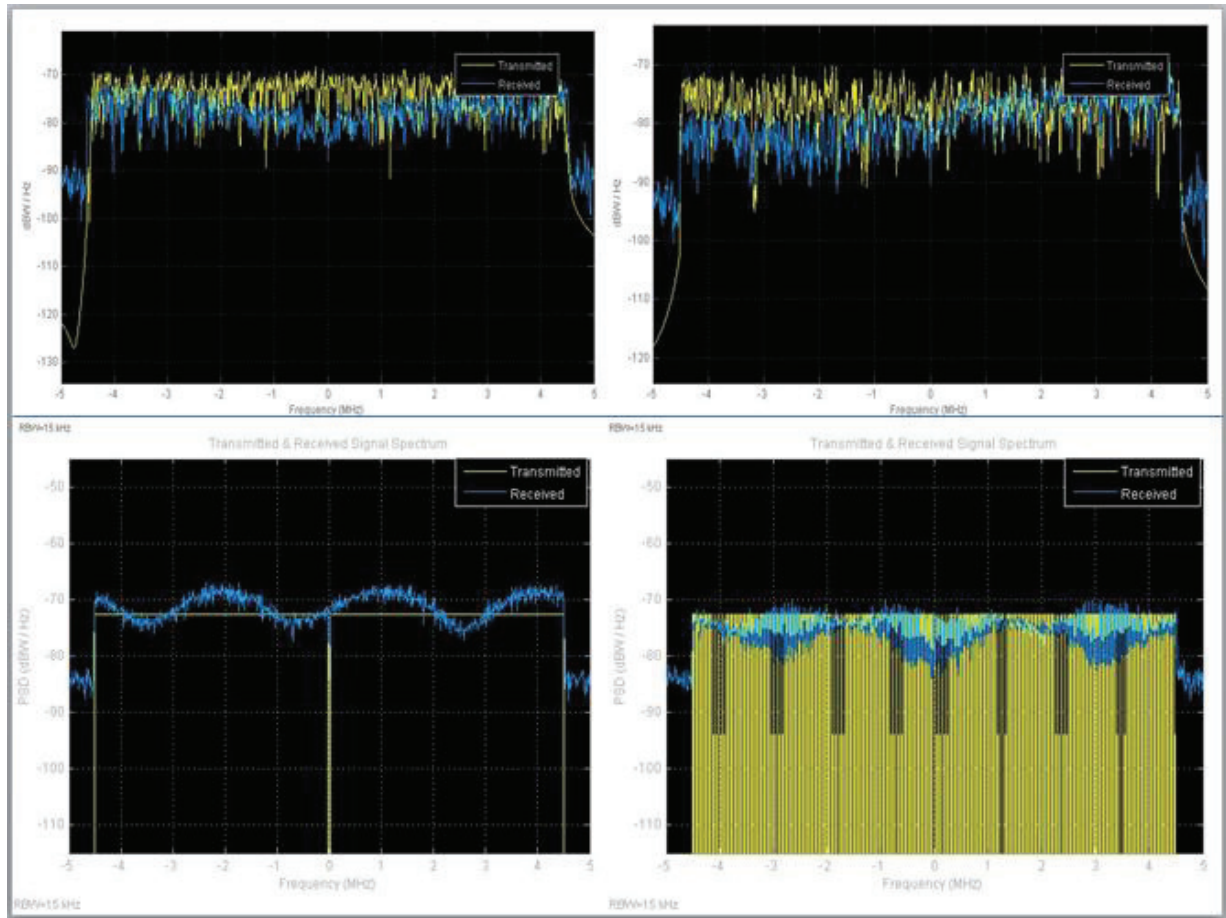 Transmitted
Received
-70
-80
-90
-100
-110
-120
-130
dBW / Hz
-5 -4 -3 -2 -1 0 1 2 3 4 5
Frequency (MHz)
RBW=15 kHz
Transmitted
Received
-70
-80
-90
-100
-110
-120
dBW / Hz
-5 -4 -3 -2 -1 0 1 2 3 4 5
Frequency (MHz)
RBW=15 kHz
Transmitted & Received Signal Spectrum
Transmitted
Received
-50
-60
-70
-80
-90
-100
-110
PSD (dBW / Hz)
-5 -4 -3 -2 -1 0 1 2 3 4 5
Frequency (MHz)
RBW=15 kHz
Transmitted & Received Signal Spectrum
Transmitted
Received
-50
-60
-70
-80
-90
-100
-110
PSD (dBW / Hz)
-5 -4 -3 -2 -1 0 1 2 3 4 5
Frequency (MHz)
RBW=15 kHz